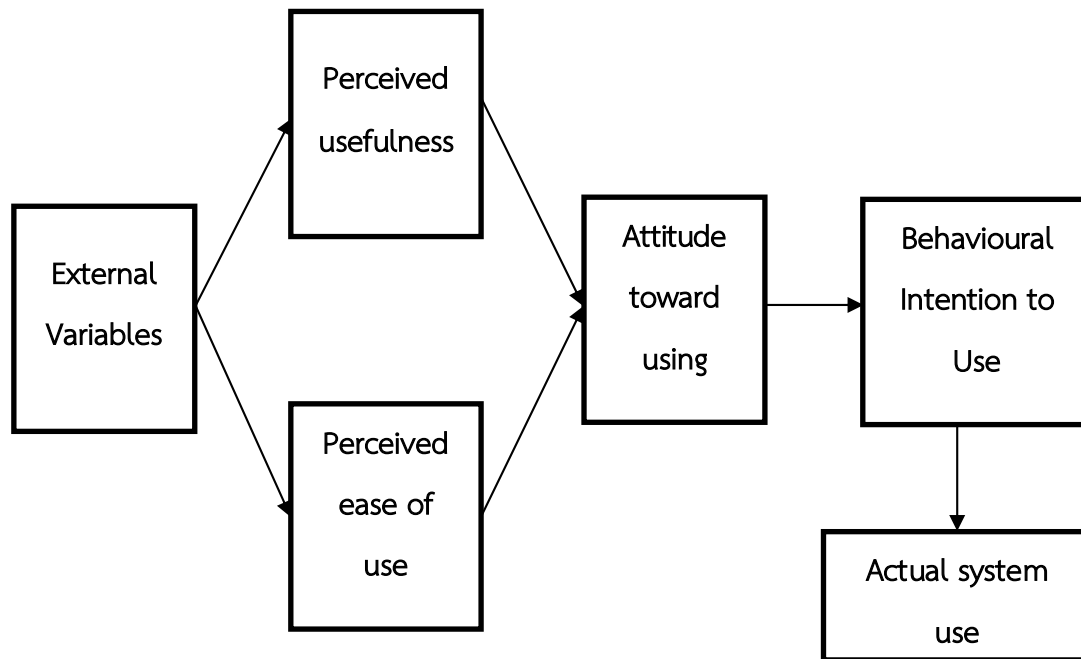 Perceived
usefulness
External
Variables
Perceived
ease of
use
Attitude
toward
using
Behavioural
Intention to
Use
Actual system
use